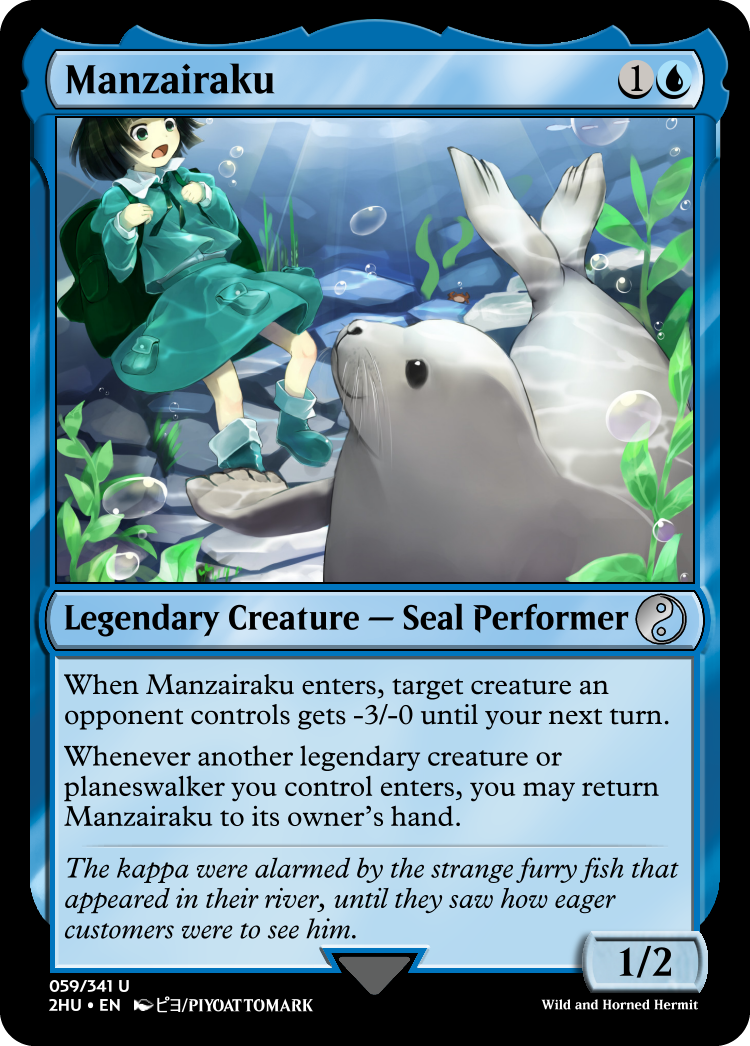 Manzairaku 1
Legendary Creature — Seal Performer
When Manzairaku enters, target creature an
opponent controls gets -3/-0 until your next turn.
Whenever another legendary creature or
planeswalker you control enters, you may return
Manzairaku to its owner's hand.
The kappa were alarmed by the strange furry fish that
appeared in their river, until they saw how eager
customers were to see him.
1/2
059/341 U
2HU • EN ピヨ/PIYOATTOMARK
Wild and Horned Hermit